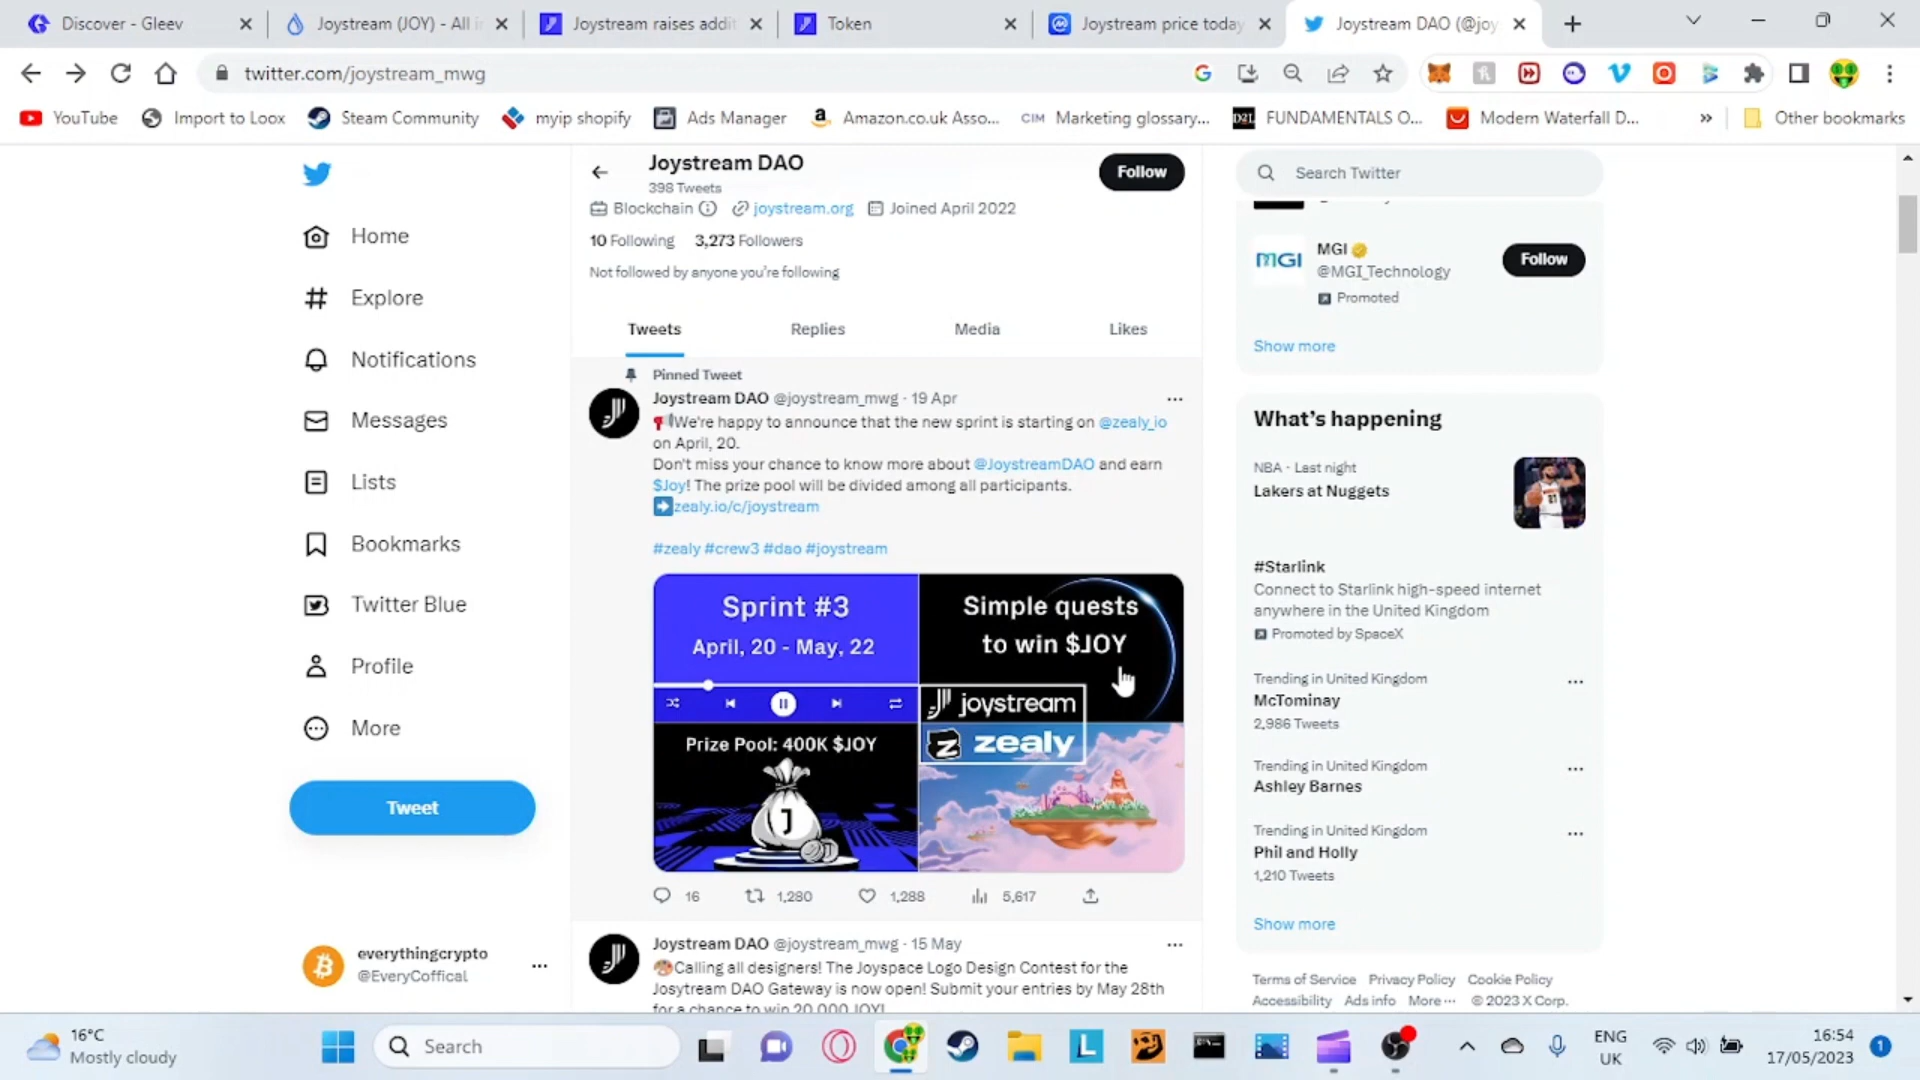 Discover - Gleev
Joystream (JOY) - All i
Joystream raises addit
Token
Joystream price today
Joystream DAO (@joy
twitter.com/joystream_mwg
YouTube
Import to Loox
Steam Community
myip shopify
Ads Manager
Amazon.co.uk Asso...
CIM Marketing glossary...
FUNDAMENTALS O...
Modern Waterfall D...
»
Other bookmarks
Home
Explore
Notifications
Messages
Lists
Bookmarks
Twitter Blue
Profile
More
Tweet
everythingcrypto
@EveryCoffical
Joystream DAO
398 Tweets
Follow
Blockchain
joystream.org
Joined April 2022
10 Following 3,273 Followers
Not followed by anyone you're following
Tweets
Replies
Media
Likes
Pinned Tweet
Joystream DAO @joystream_mwg · 19 Apr
We're happy to announce that the new sprint is starting on @zealy_io
on April, 20.
Don't miss your chance to know more about @JoystreamDAO and earn
$Joy! The prize pool will be divided among all participants.
zealy.io/c/joystream
#zealy #crew3 #dao #joystream
Sprint #3
April, 20 - May, 22
Simple quests
to win $JOY
joystream
zealy
Prize Pool: 400K $JOY
J
16
1,280
1,288
5,617
Joystream DAO @joystream_mwg · 15 May
Calling all designers! The Joyspace Logo Design Contest for the
Josytream DAO Gateway is now open! Submit your entries by May 28th
for a chance to win 20 000 JOY!
Search Twitter
MGI
MGI
@MGI_Technology
Promoted
Follow
Show more
What's happening
NBA · Last night
Lakers at Nuggets
#Starlink
Connect to Starlink high-speed internet
anywhere in the United Kingdom
Promoted by SpaceX
Trending in United Kingdom
McTominay
2,986 Tweets
Trending in United Kingdom
Ashley Barnes
Trending in United Kingdom
Phil and Holly
1,210 Tweets
Show more
Terms of Service Privacy Policy Cookie Policy
Accessibility Ads info More ··· © 2023 X Corp.
16°C
Mostly cloudy
Search
ENG
UK
16:54
17/05/2023
1